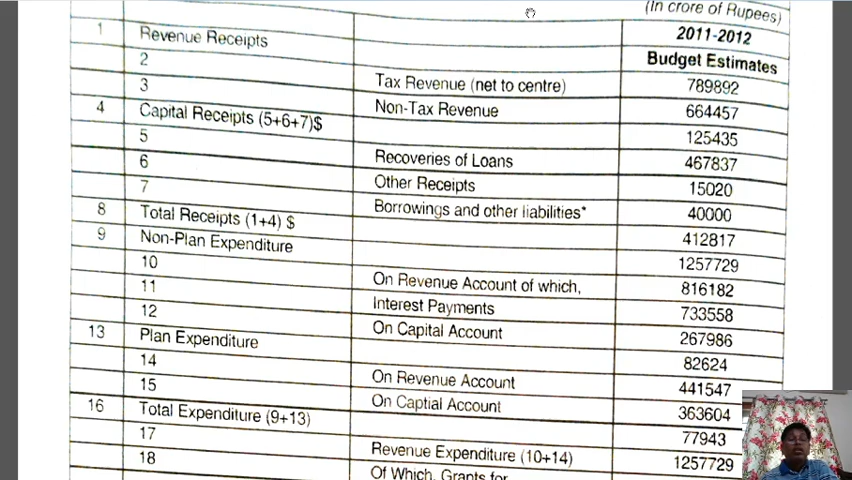 (In crore of Rupees)
2011-2012
1 Revenue Receipts Budget Estimates
2 Tax Revenue (net to centre) 789892
3 Non-Tax Revenue 664457
4 Capital Receipts (5+6+7)$ 125435
5 Recoveries of Loans 467837
6 Other Receipts 15020
7 Borrowings and other liabilities* 40000
8 Total Receipts (1+4) $ 412817
9 Non-Plan Expenditure 1257729
10 On Revenue Account of which, 816182
11 Interest Payments 733558
12 On Capital Account 267986
13 Plan Expenditure 82624
14 On Revenue Account 441547
15 On Captial Account 363604
16 Total Expenditure (9+13) 77943
17 Revenue Expenditure (10+14) 1257729
18 Of Which, Grants for